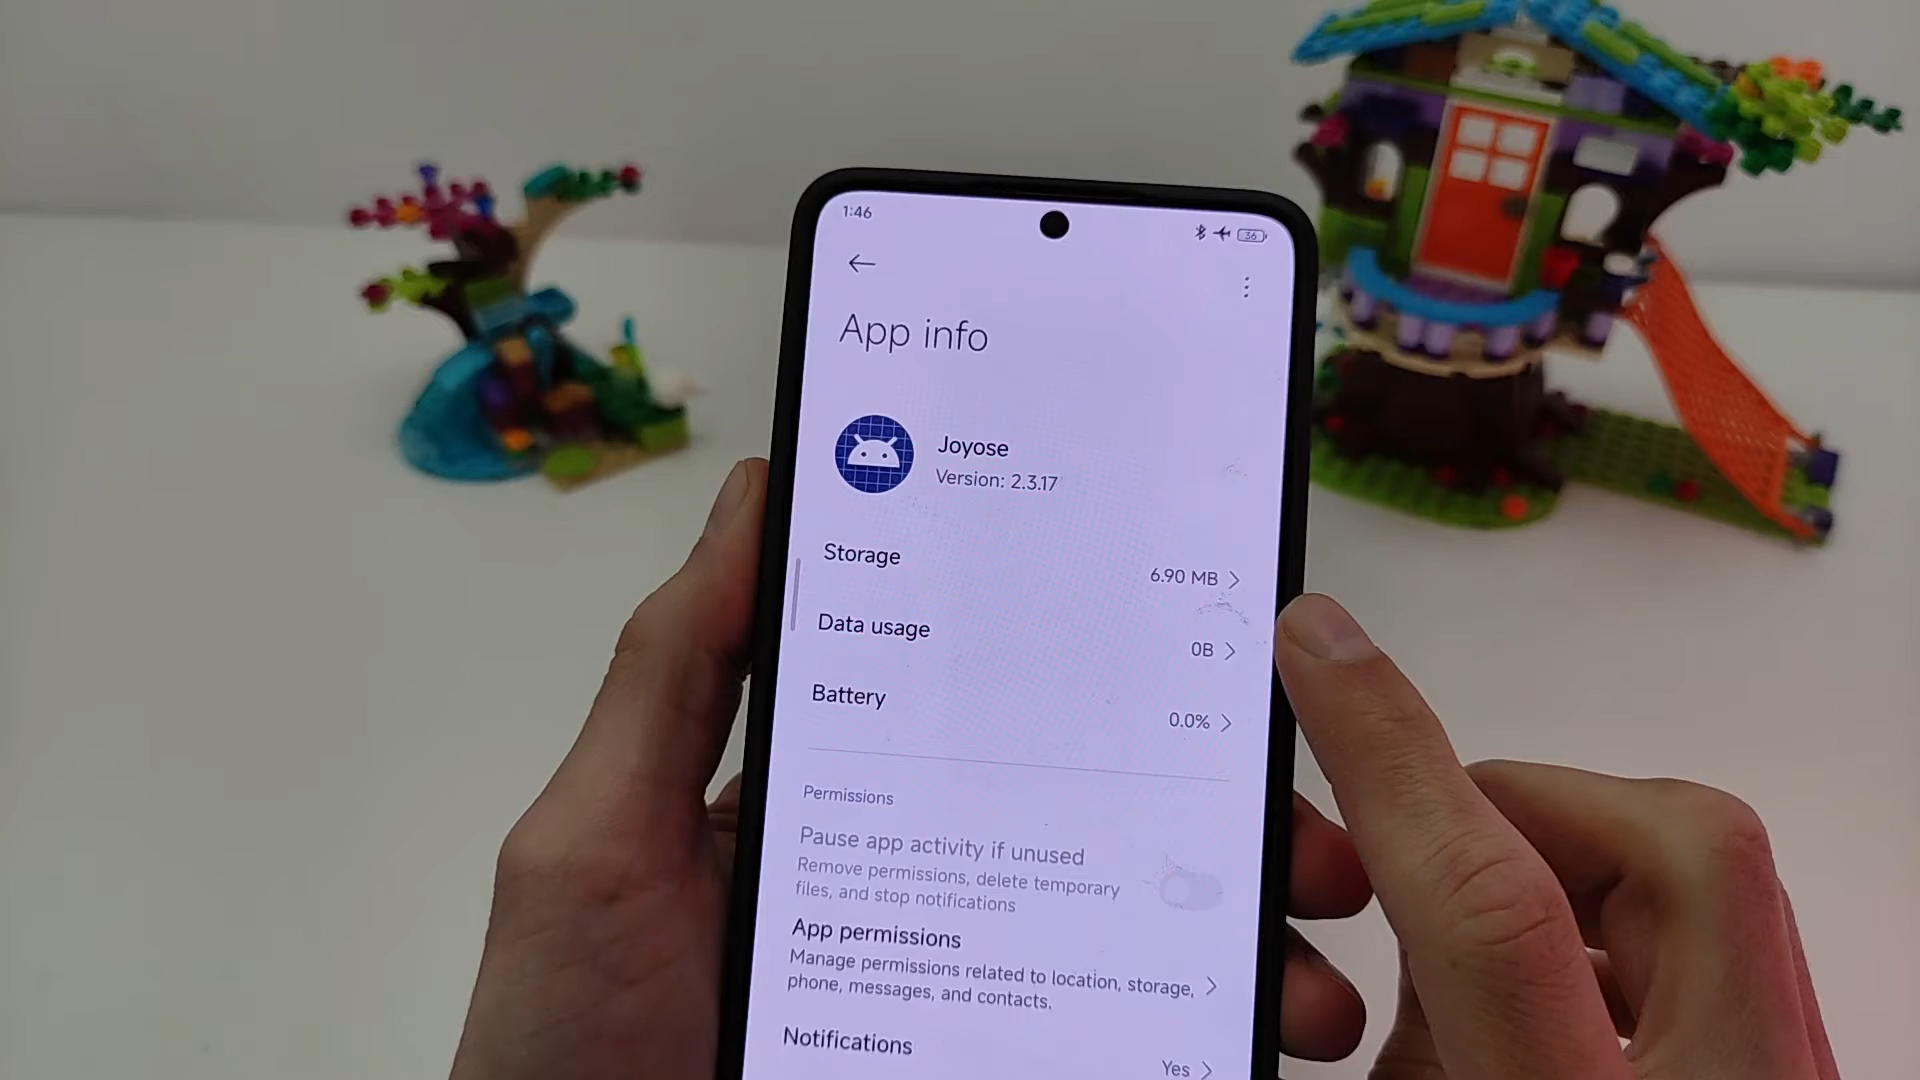 1:46
36
App info
Joyose
Version: 2.3.17
Storage
6.90 MB
Data usage
0B
Battery
0.0%
Permissions
Pause app activity if unused
Remove permissions, delete temporary
files, and stop notifications
App permissions
Manage permissions related to location, storage,
phone, messages, and contacts.
Notifications
Yes